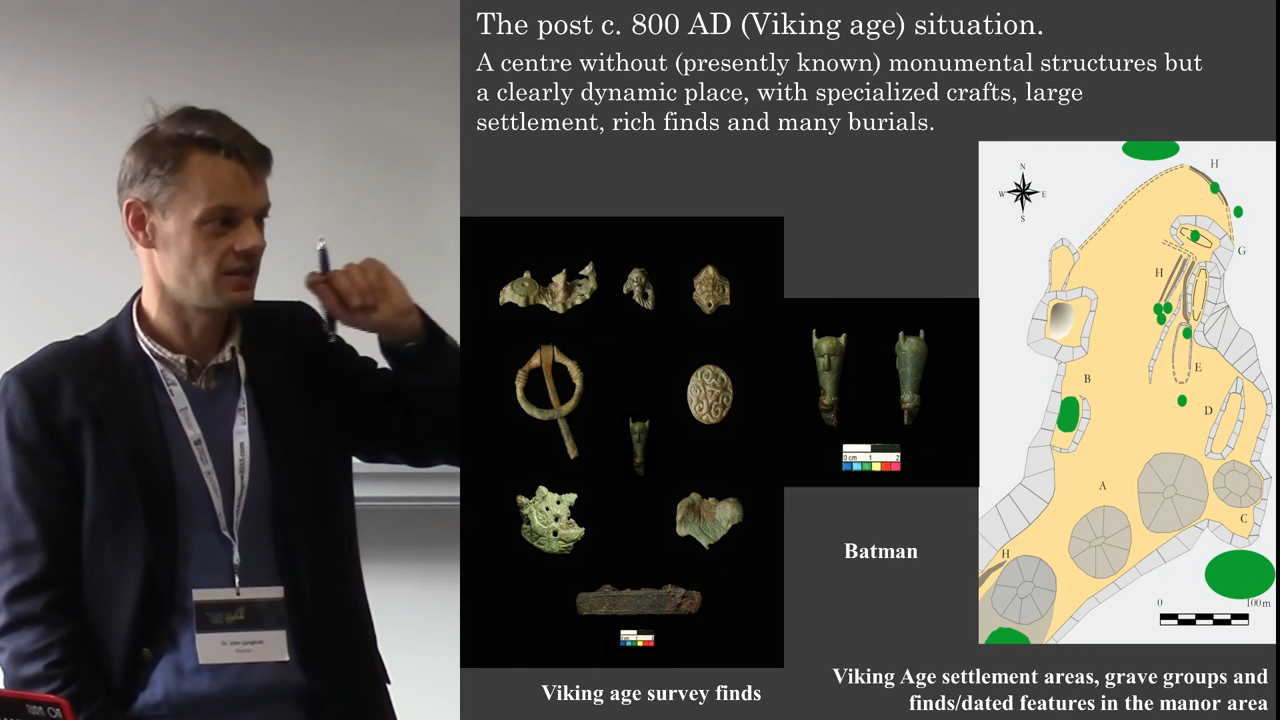 The post c. 800 AD (Viking age) situation.
A centre without (presently known) monumental structures but
a clearly dynamic place, with specialized crafts, large
settlement, rich finds and many burials.
N
W
E
S
H
G
H
E
B
D
A
C
H
0
100m
0 cm 1 2
Batman
Viking age survey finds
Viking Age settlement areas, grave groups and
finds/dated features in the manor area